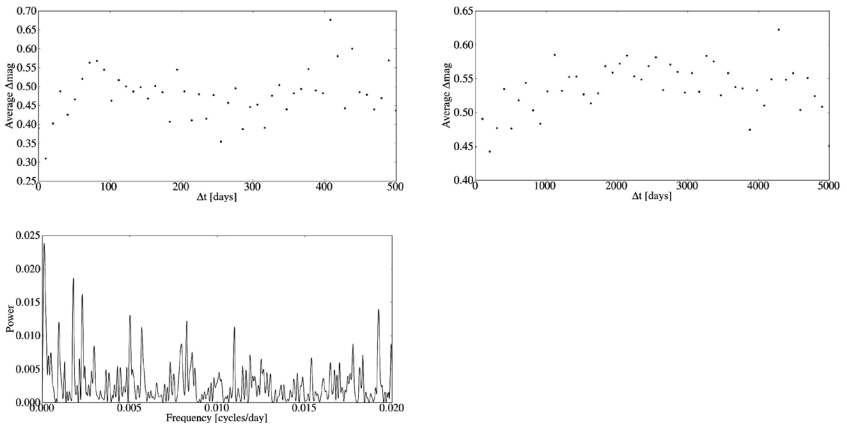 0.70
0.65
0.60
0.55
0.50
0.45
0.40
0.35
0.30
0.25
Average Δmag
0 100 200 300 400 500
Δt [days]
0.65
0.60
0.55
0.50
0.45
0.40
Average Δmag
0 1000 2000 3000 4000 5000
Δt [days]
0.025
0.020
0.015
0.010
0.005
0.000
Power
0.000 0.005 0.010 0.015 0.020
Frequency [cycles/day]